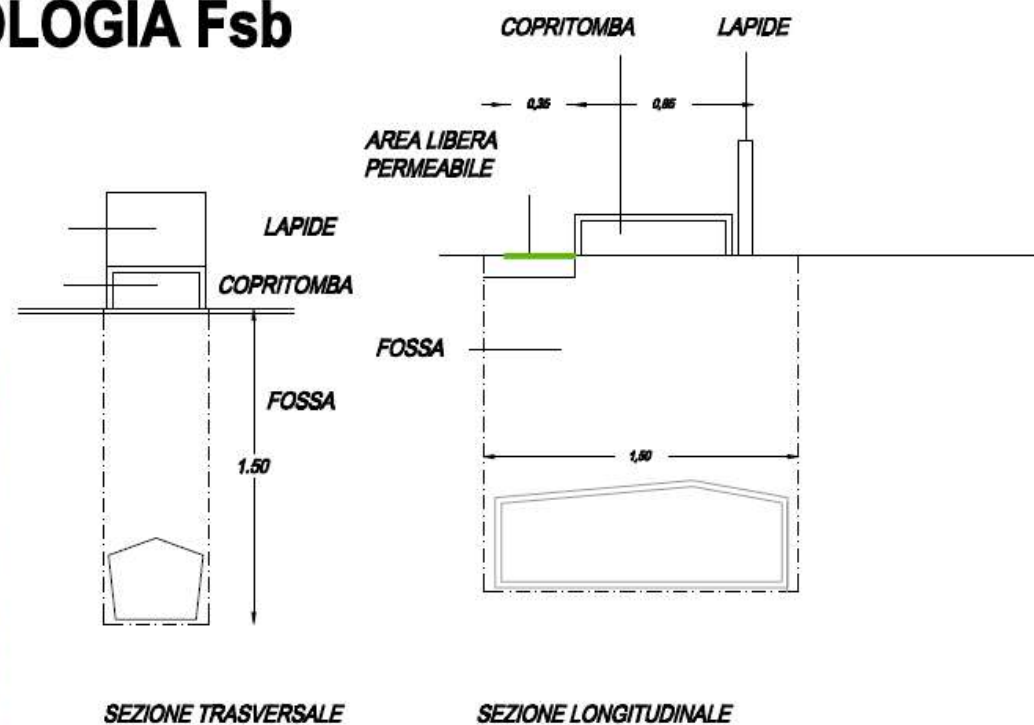 OLOGIA Fsb
COPRITOMBA
LAPIDE
0,35
0,85
AREA LIBERA
PERMEABILE
LAPIDE
COPRITOMBA
FOSSA
FOSSA
1.50
1,50
SEZIONE TRASVERSALE
SEZIONE LONGITUDINALE